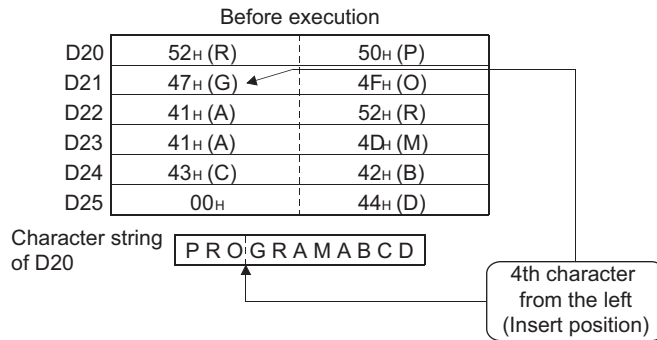 Before execution
D20 52H (R) 50H (P)
D21 47H (G) 4FH (O)
D22 41H (A) 52H (R)
D23 41H (A) 4DH (M)
D24 43H (C) 42H (B)
D25 00H 44H (D)
Character string
of D20
P R O G R A M A B C D
4th character
from the left
(Insert position)